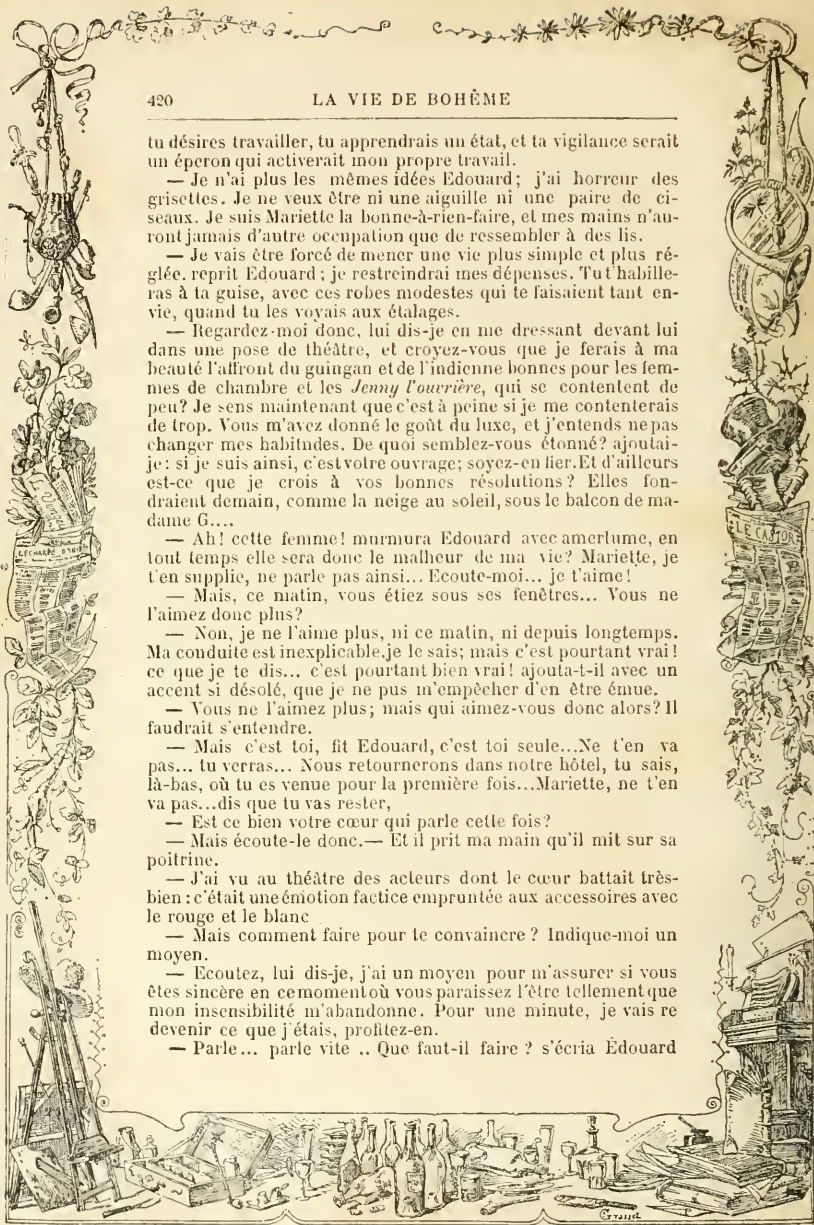 420 LA VIE DE BOHÊME
tu désires travailler, tu apprendrais un état, et ta vigilance serait
un éperon qui activerait mon propre travail.
— Je n'ai plus les mêmes idées Edouard; j'ai horreur des
grisettes. Je ne veux être ni une aiguille ni une paire de ci-
seaux. Je suis Mariette la bonne-à-rien-faire, et mes mains n'au-
ront jamais d'autre occupation que de ressembler à des lis.
— Je vais être forcé de mener une vie plus simple et plus ré-
glée. reprit Edouard; je restreindrai mes dépenses. Tu t'habille-
ras à ta guise, avec ces robes modestes qui te faisaient tant en-
vie, quand tu les voyais aux étalages.
— Regardez-moi donc, lui dis-je en me dressant devant lui
dans une pose de théâtre, et croyez-vous que je ferais à ma
beauté l'affront du guingan et de l'indienne bonnes pour les fem-
mes de chambre et les Jenny l'ouvrière, qui se contentent de
peu? Je sens maintenant que c'est à peine si je me contenterais
de trop. Vous m'avez donné le goût du luxe, et j'entends ne pas
changer mes habitudes. De quoi semblez-vous étonné? ajoutai-
je: si je suis ainsi, c'est votre ouvrage; soyez-en fier. Et d'ailleurs
est-ce que je crois à vos bonnes résolutions? Elles fon-
draient demain, comme la neige au soleil, sous le balcon de ma-
dame G....
— Ah! cette femme! murmura Edouard avec amertume, en
tout temps elle sera donc le malheur de ma vie? Mariette, je
t'en supplie, ne parle pas ainsi... Ecoute-moi... je t'aime!
— Mais, ce matin, vous étiez sous ses fenêtres... Vous ne
l'aimez donc plus?
— Non, je ne l'aime plus, ni ce matin, ni depuis longtemps.
Ma conduite est inexplicable. je le sais; mais c'est pourtant vrai!
ce que je te dis... c'est pourtant bien vrai! ajouta-t-il avec un
accent si désolé, que je ne pus m'empêcher d'en être émue.
— Vous ne l'aimez plus; mais qui aimez-vous donc alors? Il
faudrait s'entendre.
— Mais c'est toi, fit Edouard, c'est toi seule...Ne t'en va
pas... tu verras... Nous retournerons dans notre hôtel, tu sais,
là-bas, où tu es venue pour la première fois...Mariette, ne t'en
va pas...dis que tu vas rester,
— Est ce bien votre cœur qui parle cette fois?
— Mais écoute-le donc.— Et il prit ma main qu'il mit sur sa
poitrine.
— J'ai vu au théâtre des acteurs dont le cœur battait très-
bien: c'était une émotion factice empruntée aux accessoires avec
le rouge et le blanc
— Mais comment faire pour te convaincre? Indique-moi un
moyen.
— Ecoutez, lui dis-je, j'ai un moyen pour m'assurer si vous
êtes sincère en ce moment où vous paraissez l'être tellement que
mon insensibilité m'abandonne. Pour une minute, je vais re
devenir ce que j'étais, profitez-en.
— Parle... parle vite .. Que faut-il faire? s'écria Édouard
LE CASTOR
Grasset